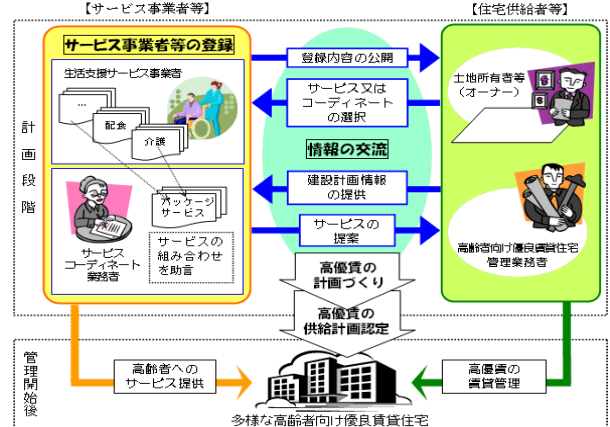 【サービス事業者等】
【住宅供給者等】
計画段階
サービス事業者等の登録
生活支援サービス事業者
…
配食
介護
パッケージ
サービス
サービスの
組み合わせ
を助言
サービス
コーディネート
業務者
登録内容の公開
サービス又は
コーディネート
の選択
情報の交流
建設計画情報
の提供
サービスの
提案
土地所有者等
(オーナー)
高齢者向け優良賃貸住宅
管理業務者
高優賃の
計画づくり
高優賃の
供給計画認定
管理開始後
高齢者への
サービス提供
高優賃の
賃貸管理
多様な高齢者向け優良賃貸住宅